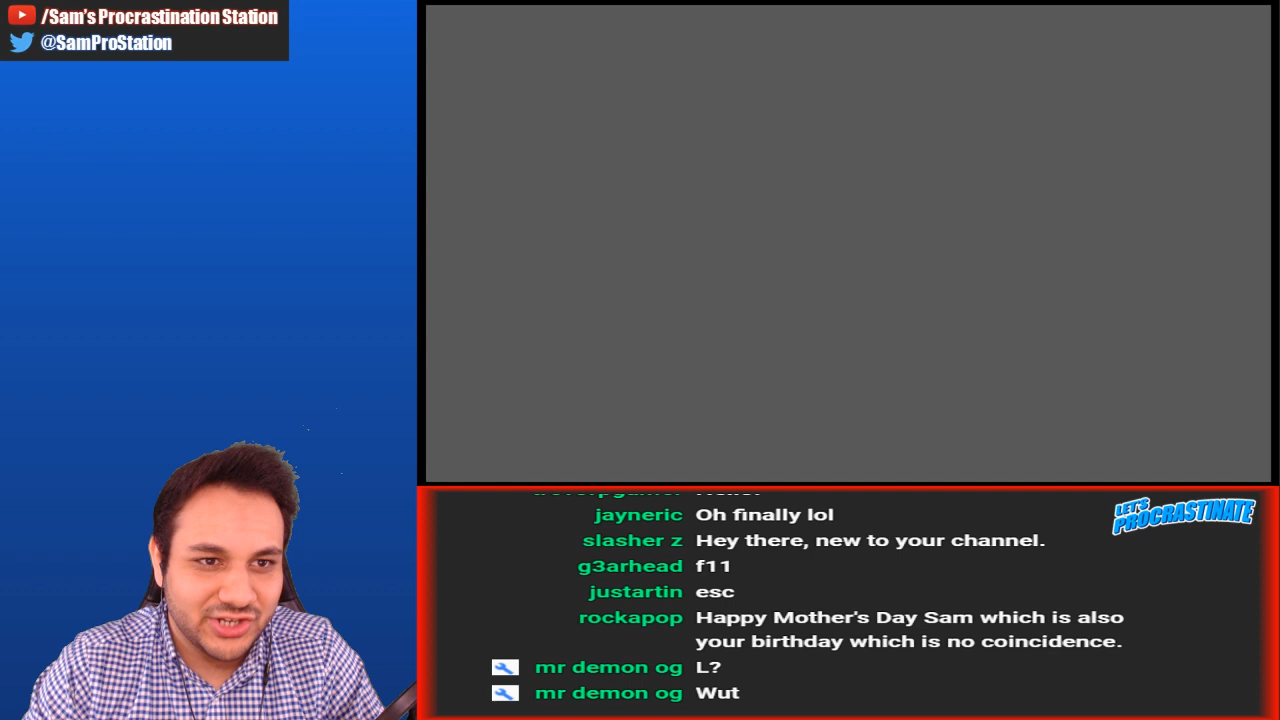 /Sam's Procrastination Station
@SamProStation
jayneric Oh finally lol
slasher z Hey there, new to your channel.
g3arhead f11
justartin esc
rockapop Happy Mother's Day Sam which is also
your birthday which is no coincidence.
mr demon og L?
mr demon og Wut
LET'S
PROCRASTINATE